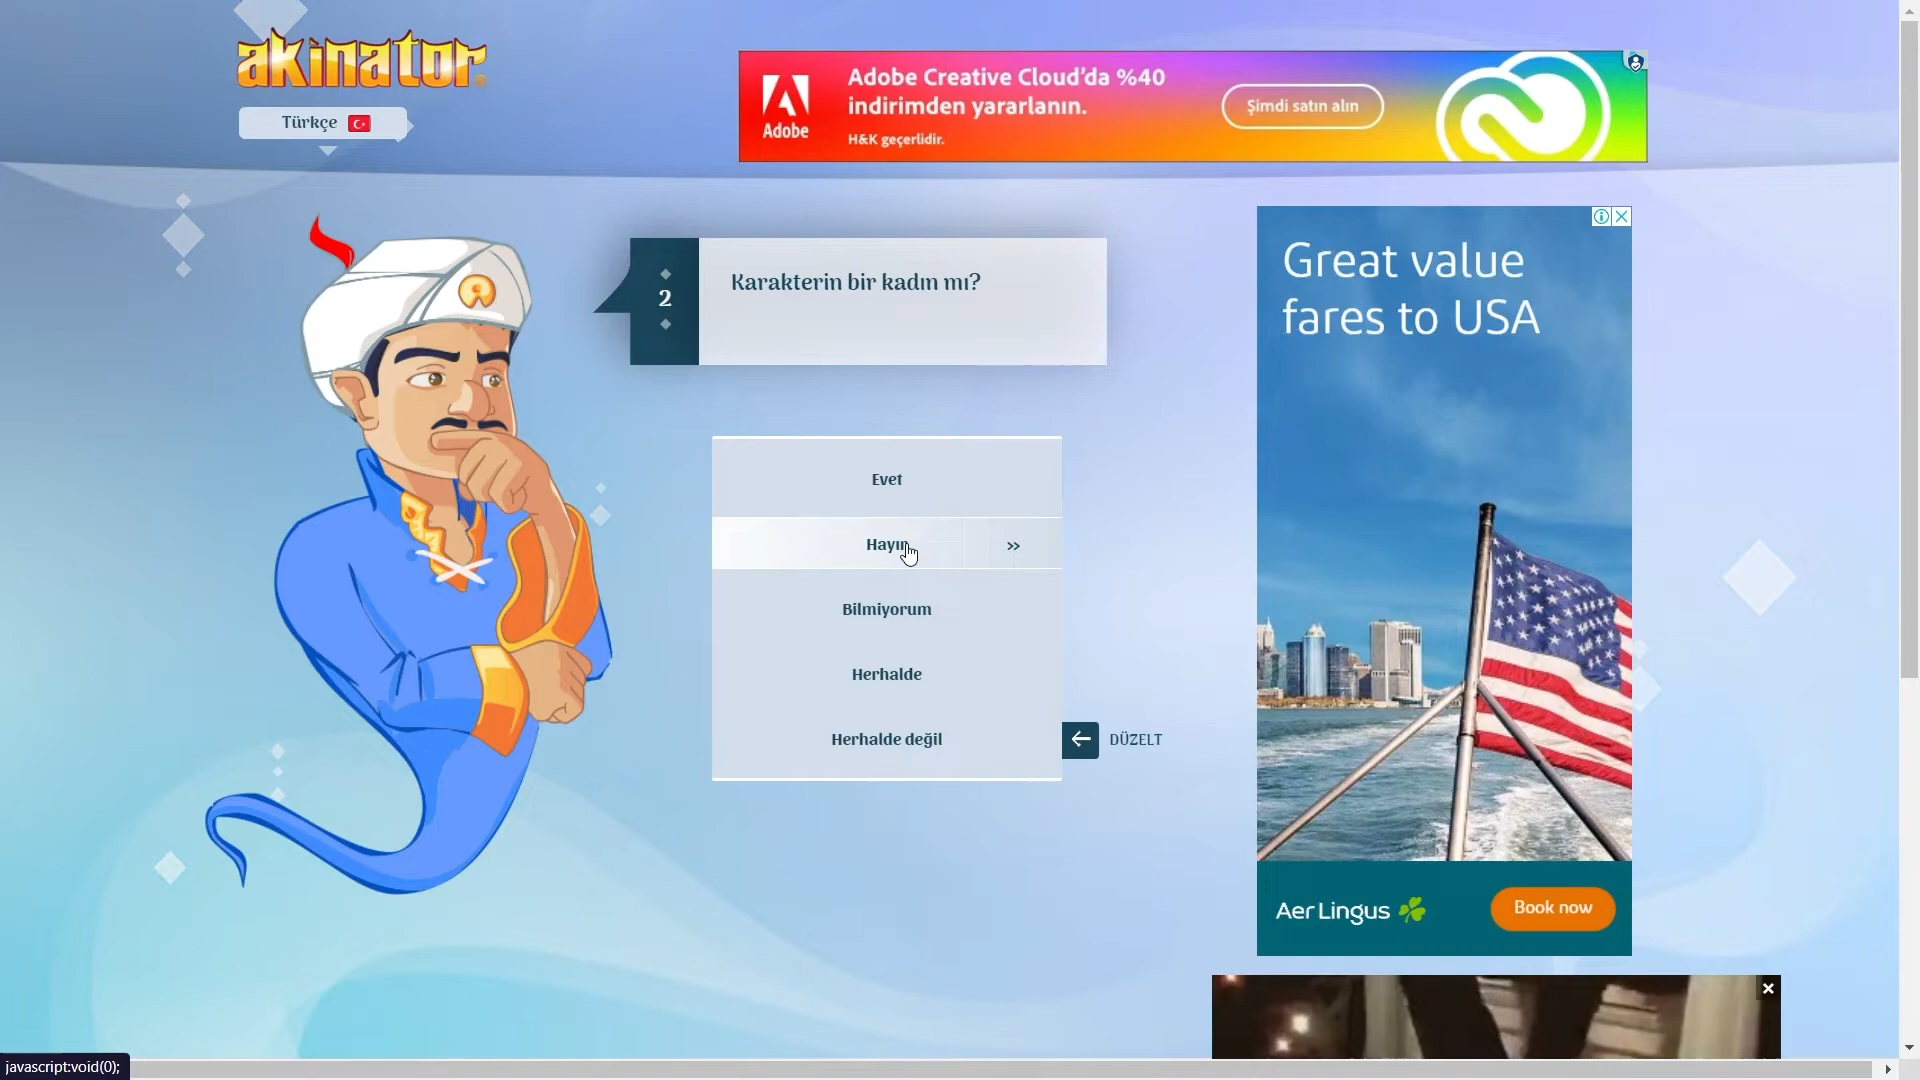 akinator
Türkçe
Adobe
Adobe Creative Cloud'da %40
indirimden yararlanın.
H&K geçerlidir.
Şimdi satın alın
2
Karakterin bir kadın mı?
Evet
Hayır
>>
Bilmiyorum
Herhalde
Herhalde değil
DÜZELT
Great value
fares to USA
Aer Lingus
Book now
javascript:void(0);